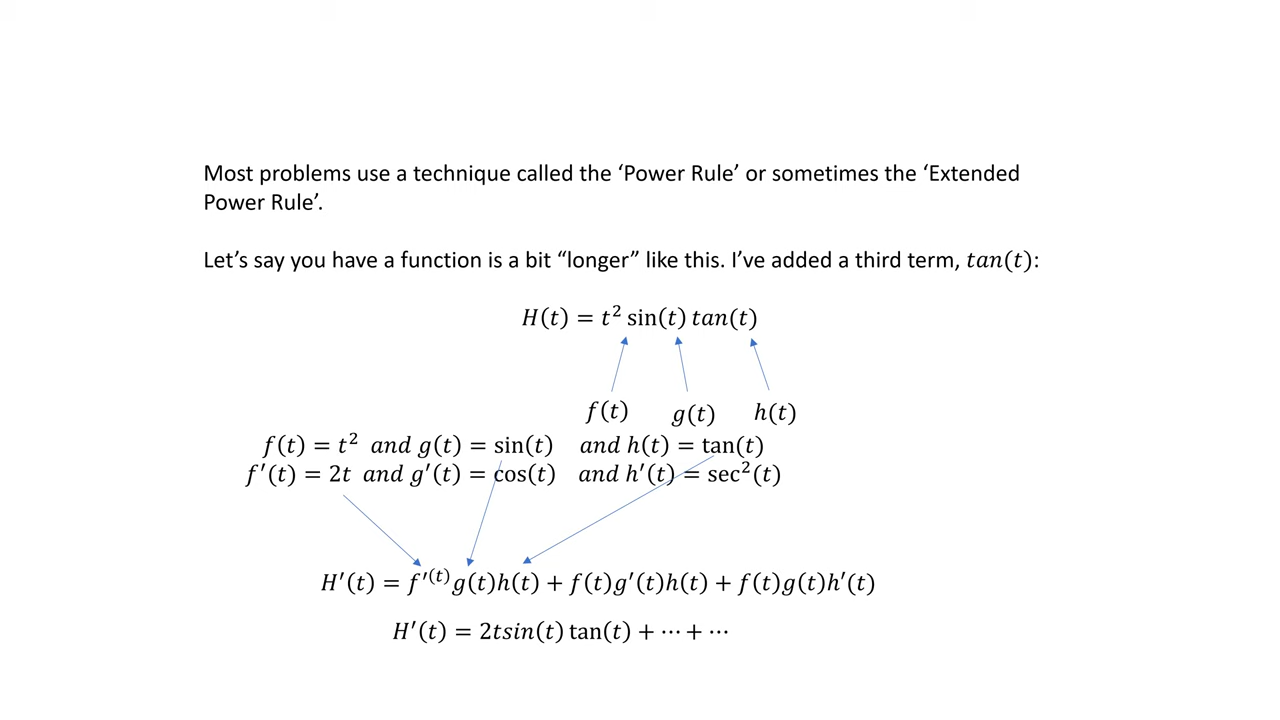 Most problems use a technique called the ‘Power Rule’ or sometimes the ‘Extended
Power Rule’.
Let’s say you have a function is a bit “longer” like this. I’ve added a third term, tan(t):
H(t) = t² sin(t) tan(t)
f(t) g(t) h(t)
f(t) = t² and g(t) = sin(t) and h(t) = tan(t)
f′(t) = 2t and g′(t) = cos(t) and h′(t) = sec²(t)
H′(t) = f′⁽ᵗ⁾g(t)h(t) + f(t)g′(t)h(t) + f(t)g(t)h′(t)
H′(t) = 2tsin(t) tan(t) + ⋯ + ⋯